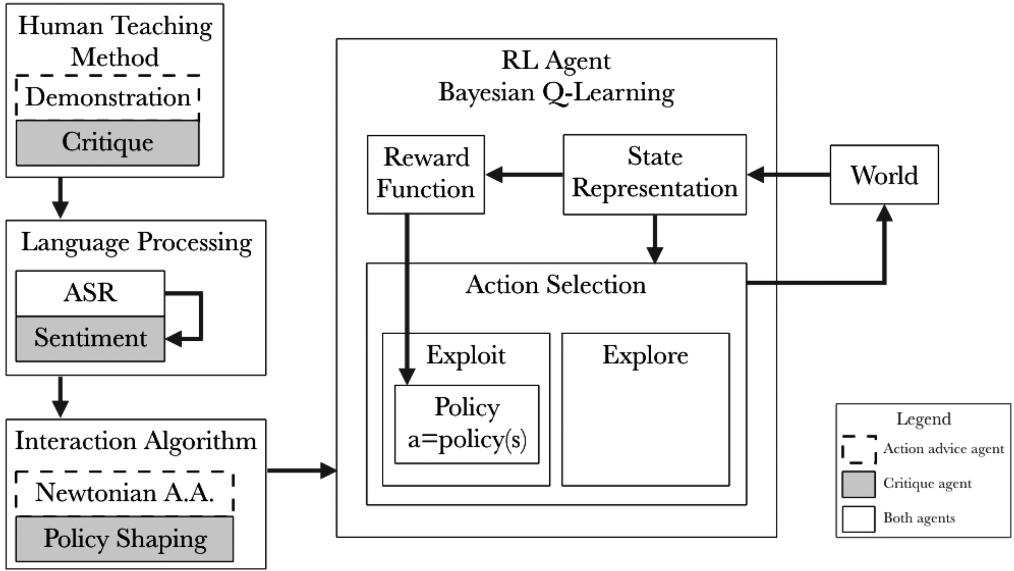 Human Teaching
Method
Demonstration
Critique
Language Processing
ASR
Sentiment
Interaction Algorithm
Newtonian A.A.
Policy Shaping
RL Agent
Bayesian Q-Learning
Reward
Function
State
Representation
World
Action Selection
Exploit
Policy
a=policy(s)
Explore
Legend
Action advice agent
Critique agent
Both agents